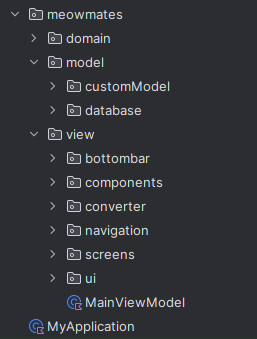 meowmates
domain
model
customModel
database
view
bottombar
components
converter
navigation
screens
ui
MainViewModel
MyApplication